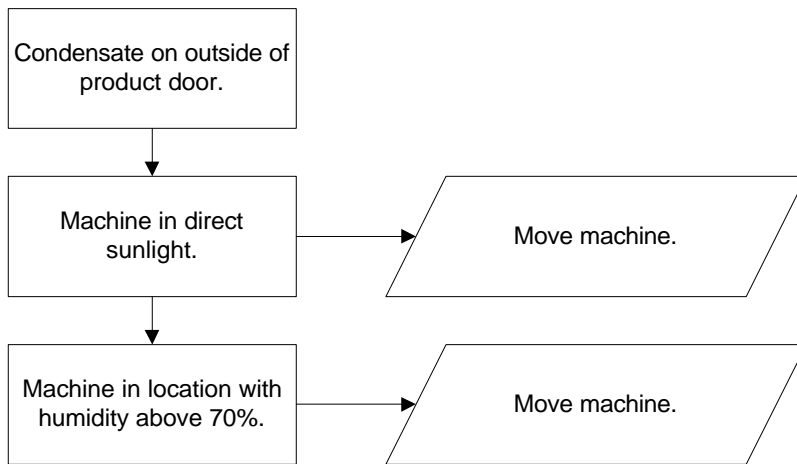 Condensate on outside of
product door.
Machine in direct
sunlight.
Move machine.
Machine in location with
humidity above 70%.
Move machine.